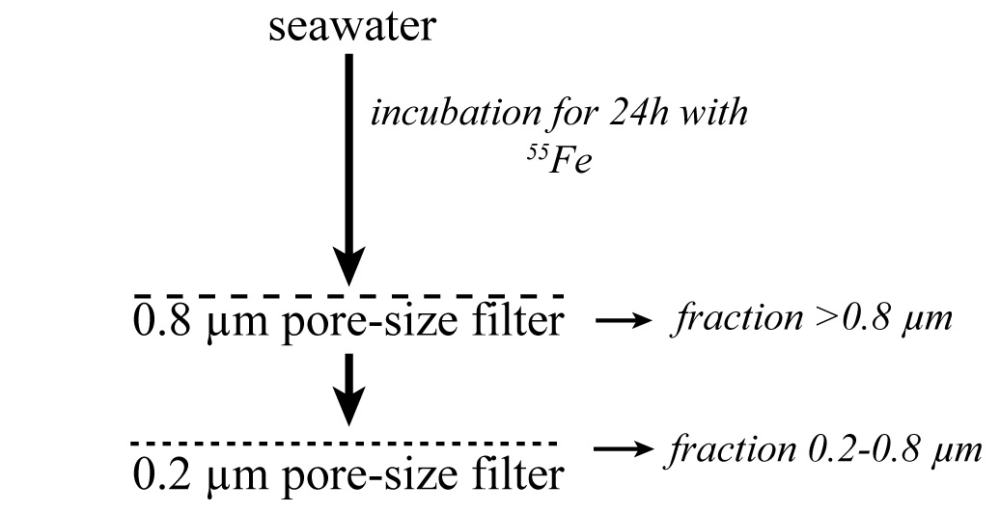 seawater
incubation for 24h with
⁵⁵Fe
0.8 µm pore-size filter
fraction >0.8 µm
0.2 µm pore-size filter
fraction 0.2-0.8 µm